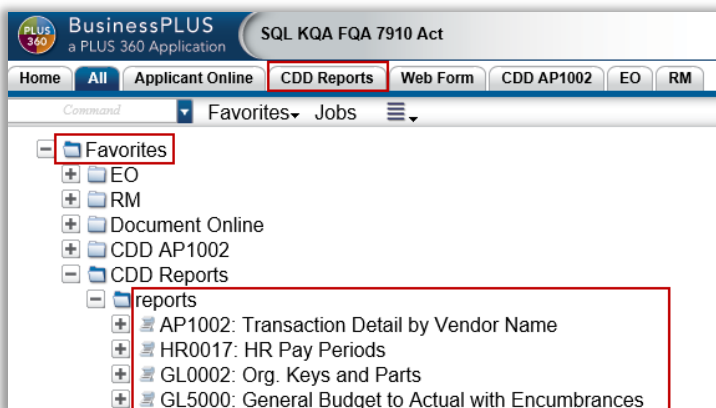 PLUS 360
BusinessPLUS
a PLUS 360 Application
SQL KQA FQA 7910 Act
Home All Applicant Online CDD Reports Web Form CDD AP1002 EO RM
Command Favorites Jobs
Favorites
EO
RM
Document Online
CDD AP1002
CDD Reports
reports
AP1002: Transaction Detail by Vendor Name
HR0017: HR Pay Periods
GL0002: Org. Keys and Parts
GL5000: General Budget to Actual with Encumbrances